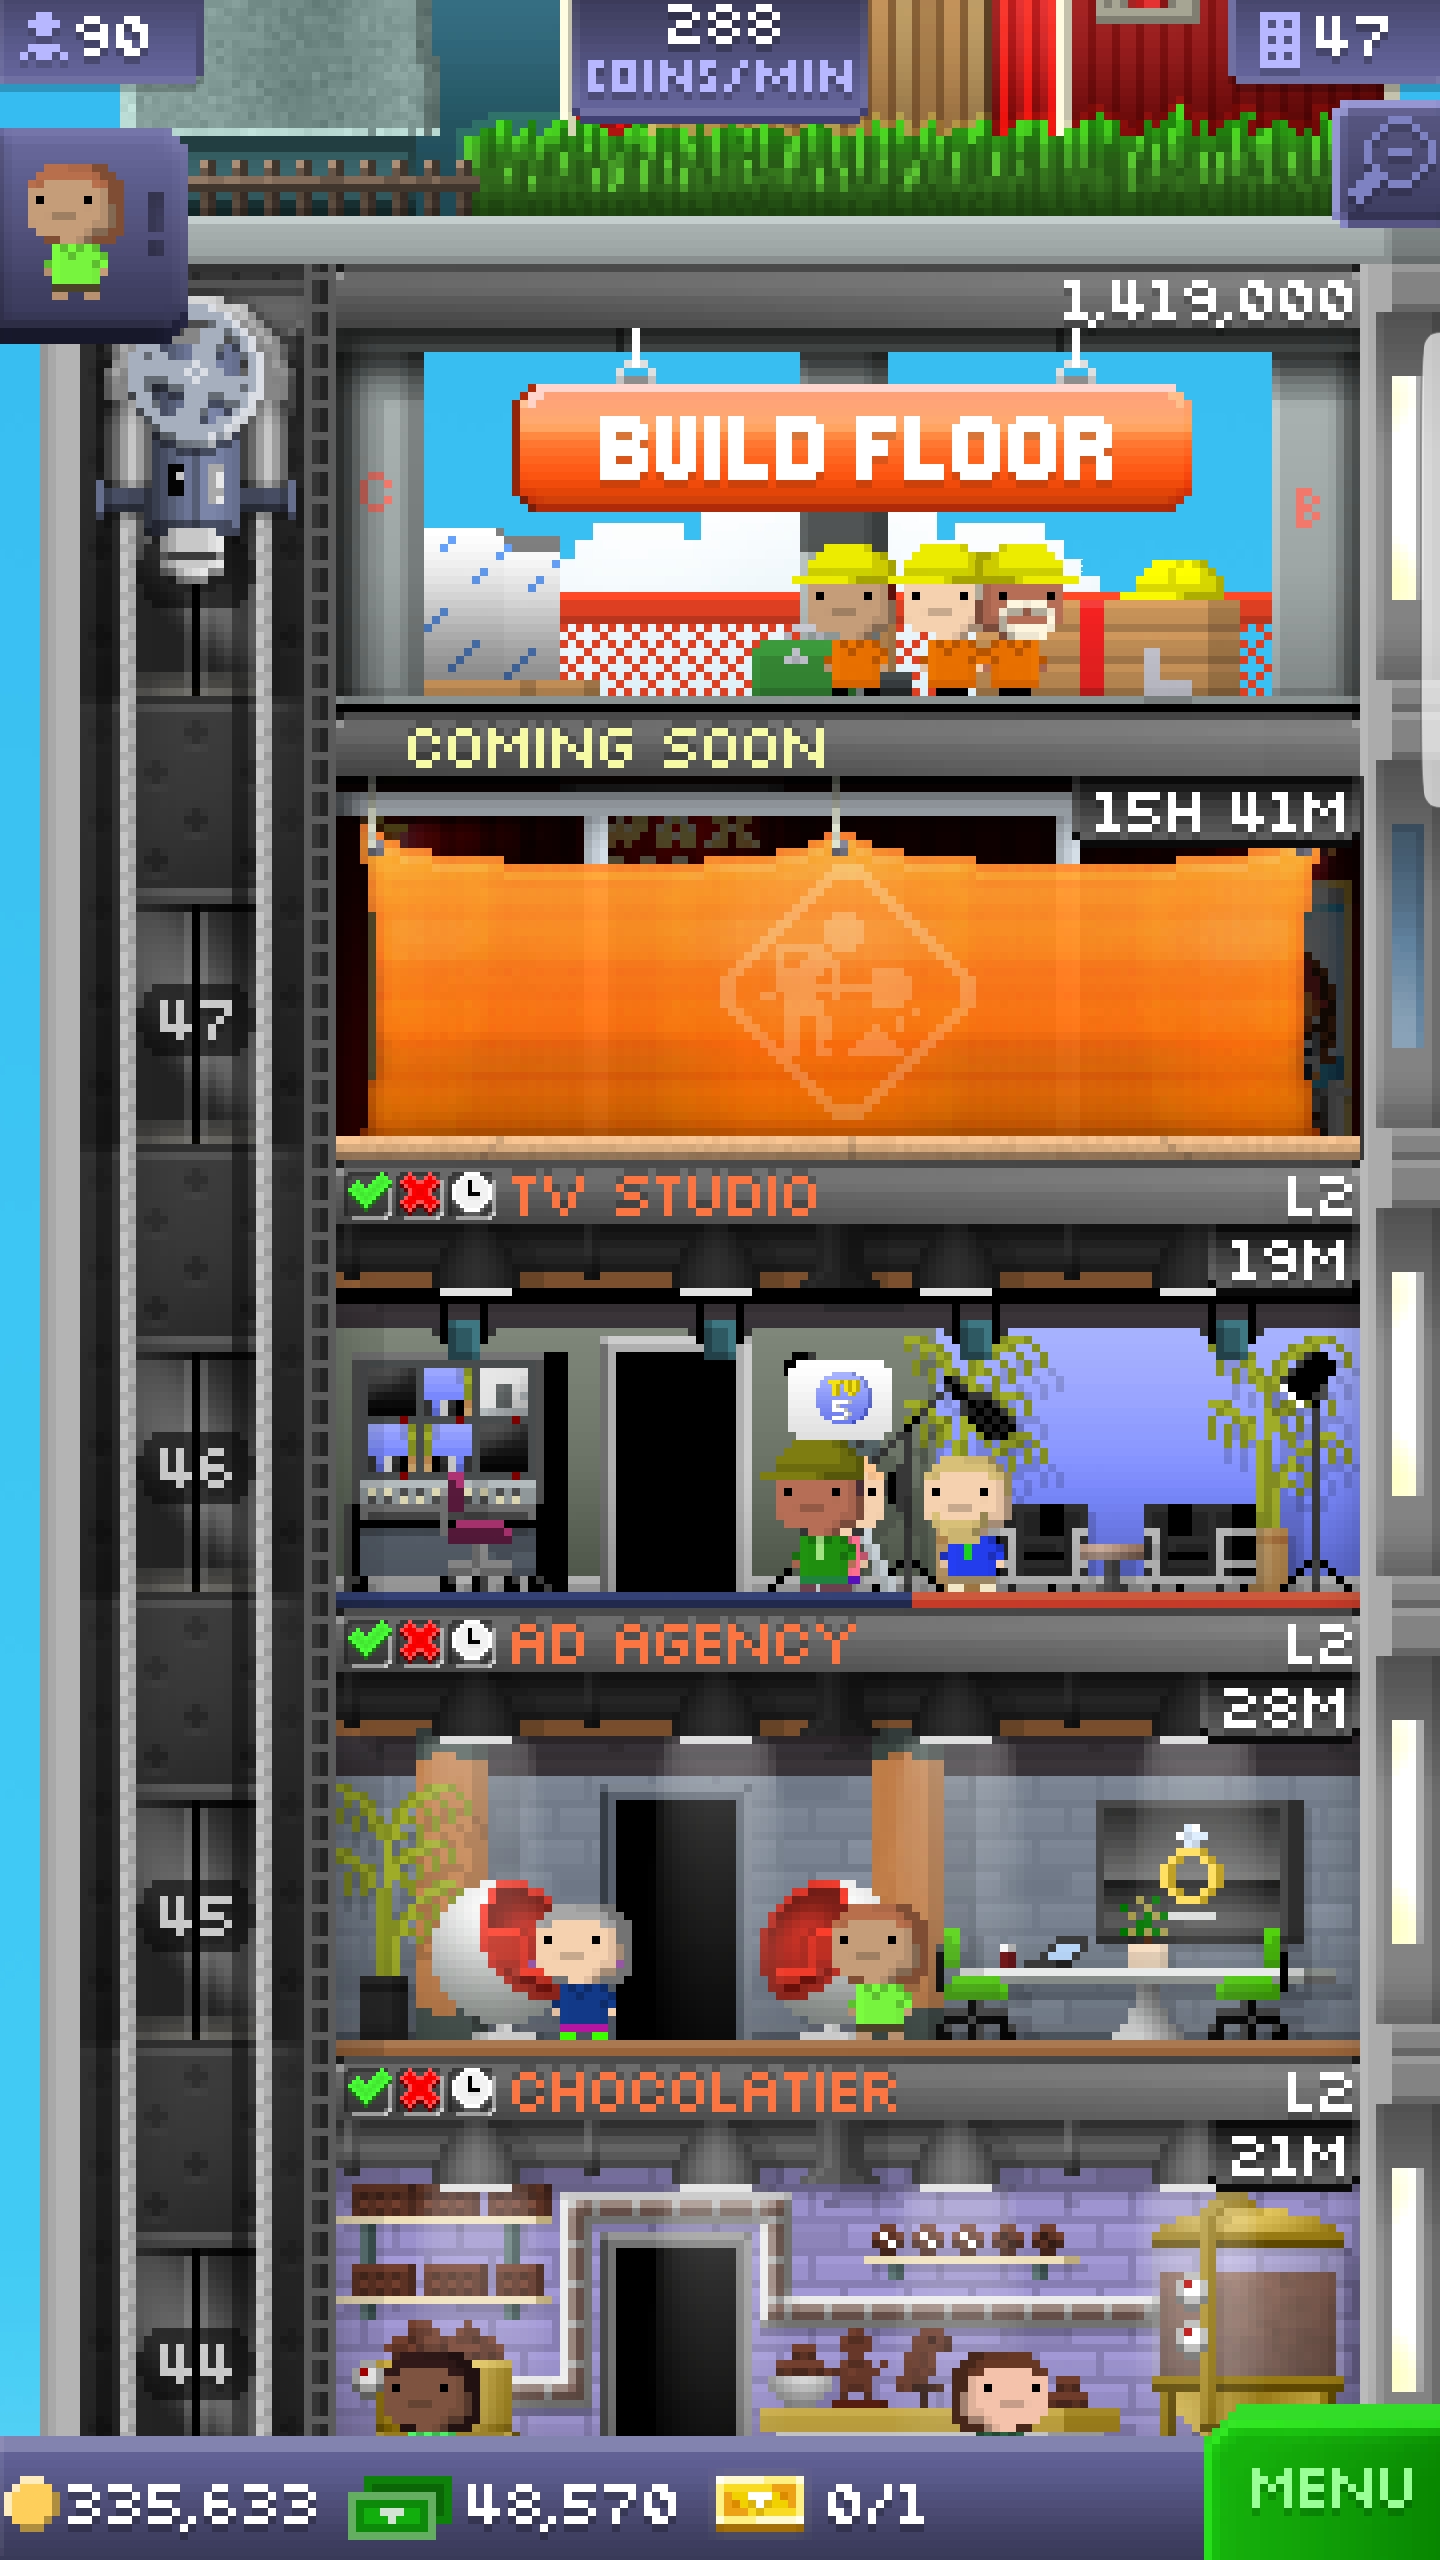 90
288
COINS/MIN
47
!
1,419,000
BUILD FLOOR
C
B
COMING SOON
15H 41M
47
TV STUDIO
L2
19M
TV
5
46
AD AGENCY
L2
28M
45
CHOCOLATIER
L2
21M
44
335,633
48,570
0/1
MENU